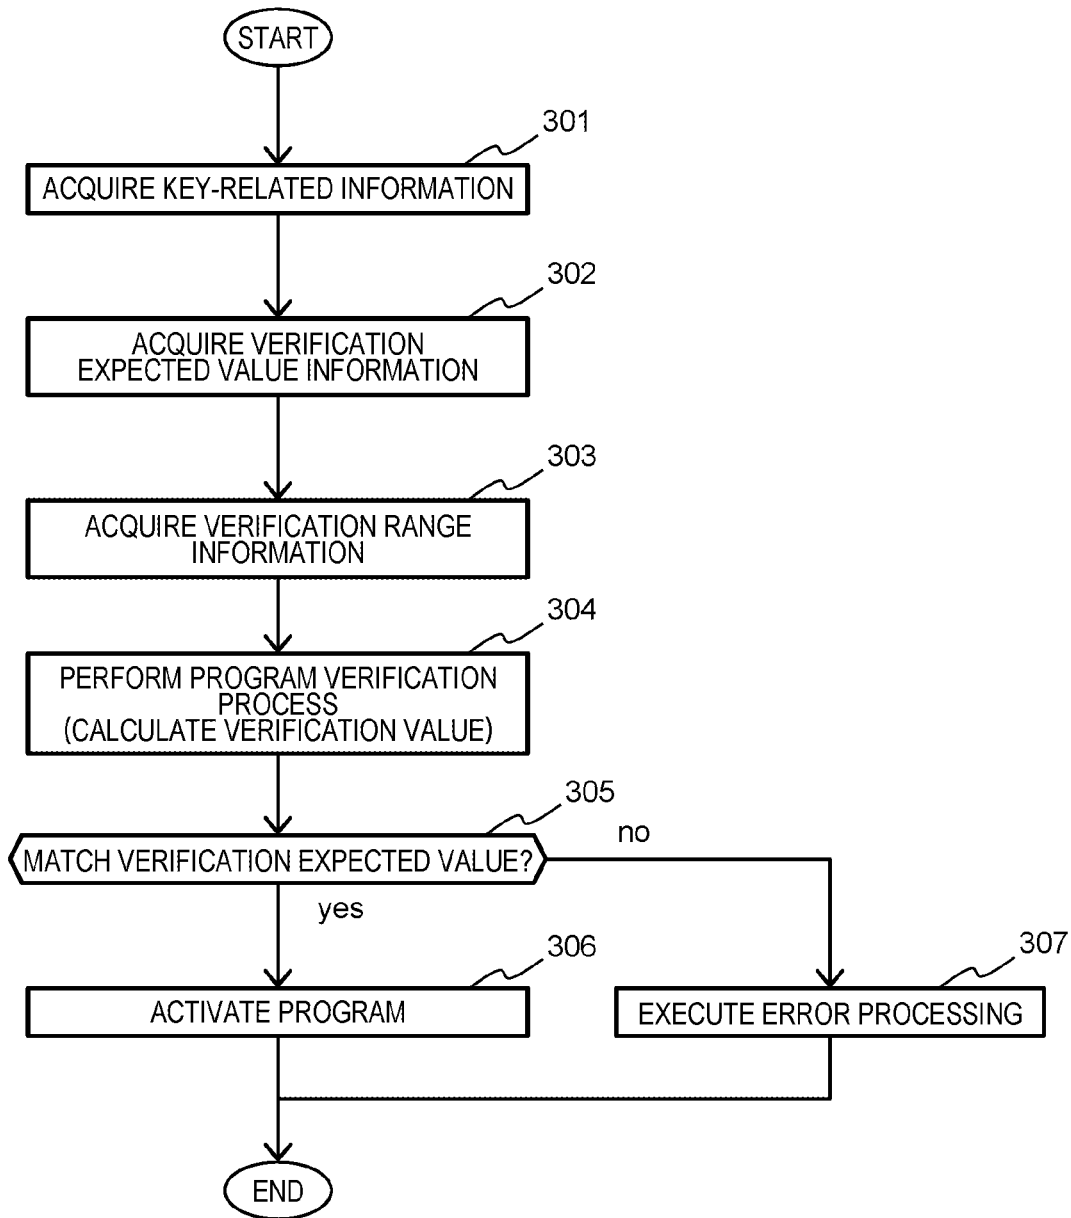 START
301
ACQUIRE KEY-RELATED INFORMATION
302
ACQUIRE VERIFICATION
EXPECTED VALUE INFORMATION
303
ACQUIRE VERIFICATION RANGE
INFORMATION
304
PERFORM PROGRAM VERIFICATION
PROCESS
(CALCULATE VERIFICATION VALUE)
305
MATCH VERIFICATION EXPECTED VALUE?
no
yes
306
ACTIVATE PROGRAM
307
EXECUTE ERROR PROCESSING
END